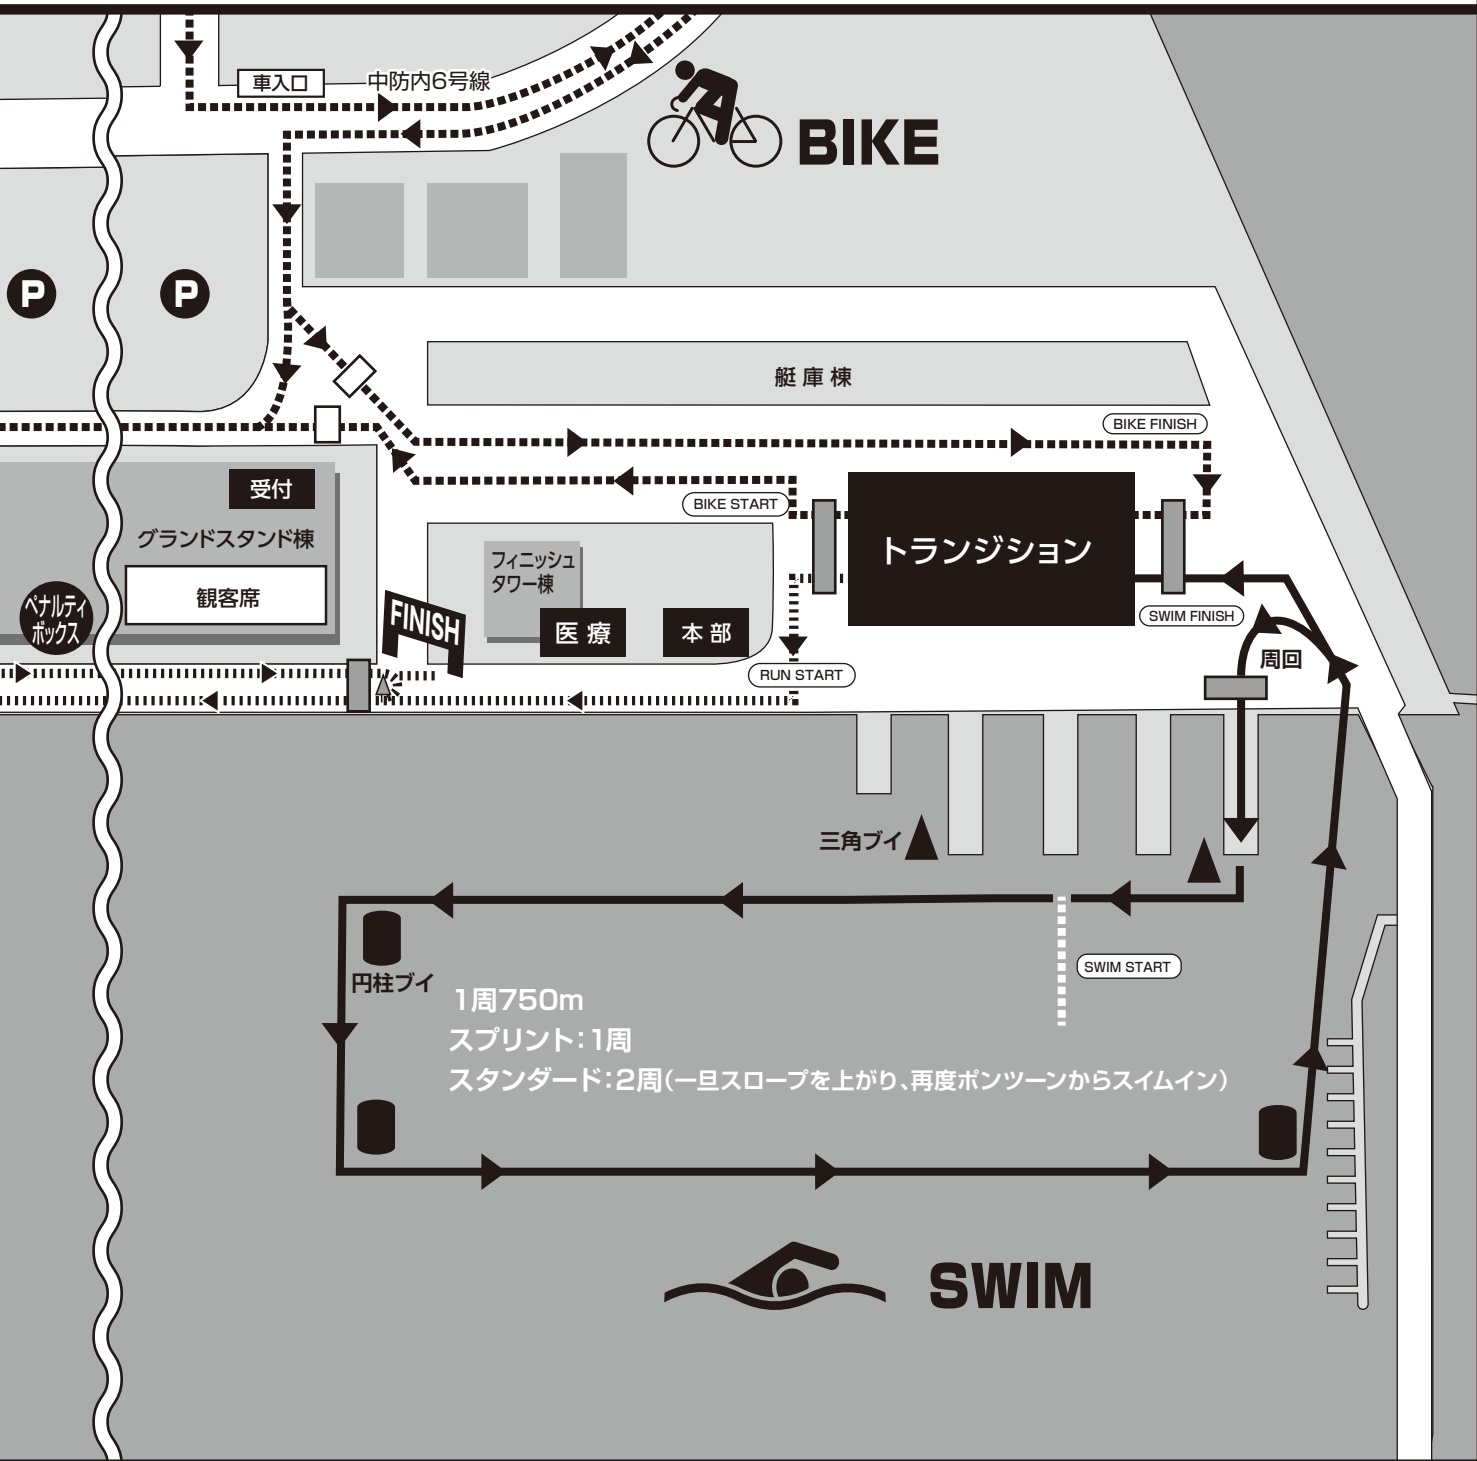 車入口
中防内6号線
BIKE
P
P
艇庫棟
BIKE FINISH
受付
BIKE START
グランドスタンド棟
トランジション
フィニッシュ
タワー棟
観客席
ペナルティ
ボックス
FINISH
医療
本部
SWIM FINISH
周回
RUN START
三角ブイ
SWIM START
円柱ブイ
1周750m
スプリント：1周
スタンダード：2周（一旦スロープを上がり、再度ポンツーンからスイムイン）
SWIM